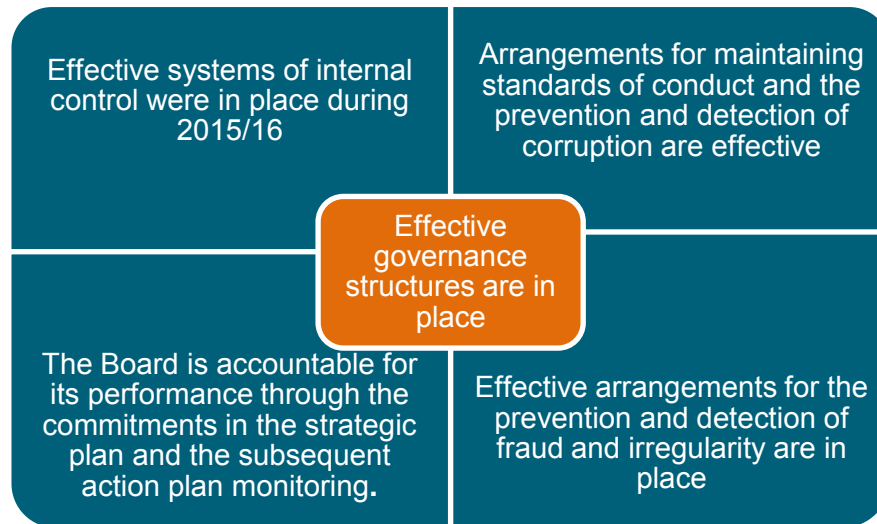 Effective systems of internal
control were in place during
2015/16
Arrangements for maintaining
standards of conduct and the
prevention and detection of
corruption are effective
Effective
governance
structures are in
place
The Board is accountable for
its performance through the
commitments in the strategic
plan and the subsequent
action plan monitoring.
Effective arrangements for the
prevention and detection of
fraud and irregularity are in
place